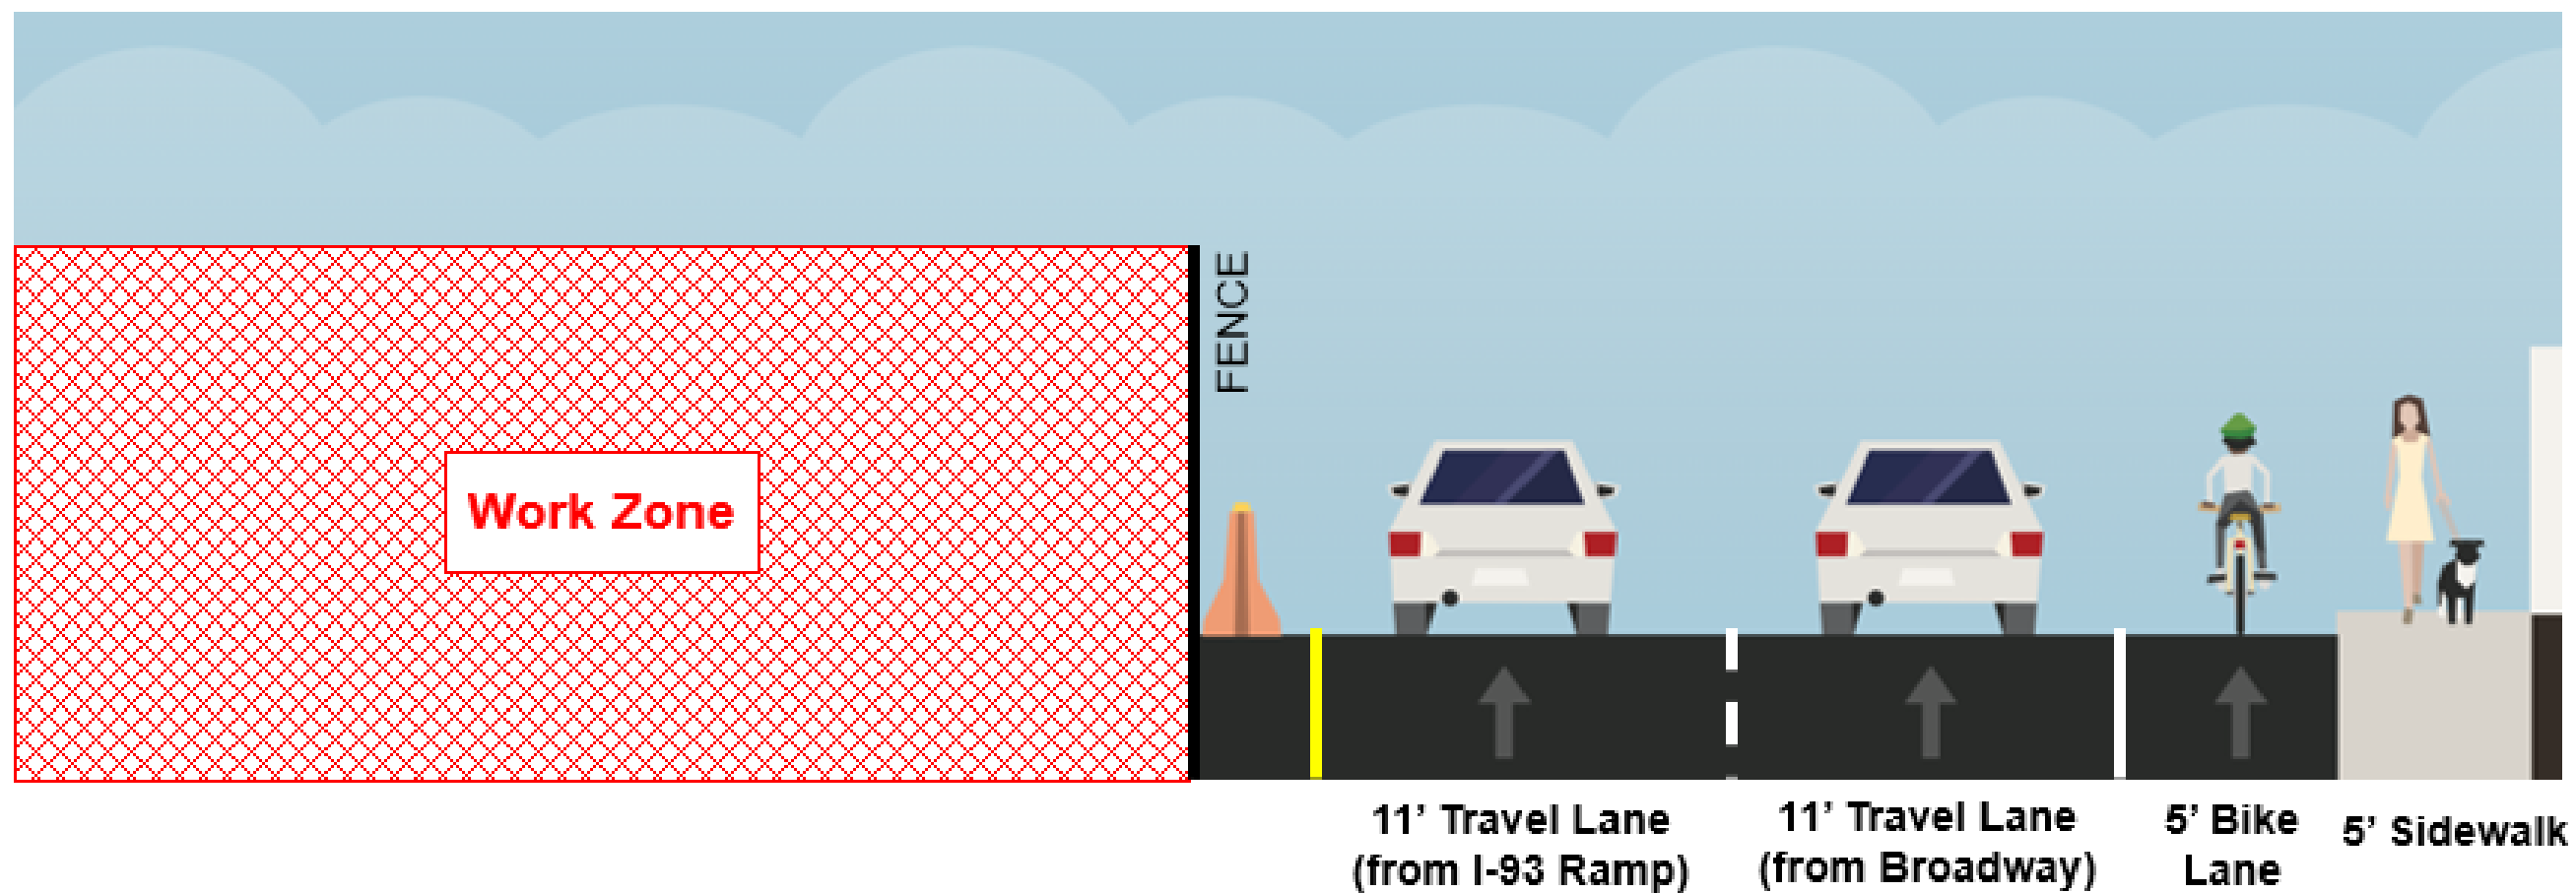 FENCE
Work Zone
11’ Travel Lane
(from I-93 Ramp)
11’ Travel Lane
(from Broadway)
5’ Bike
Lane
5’ Sidewalk